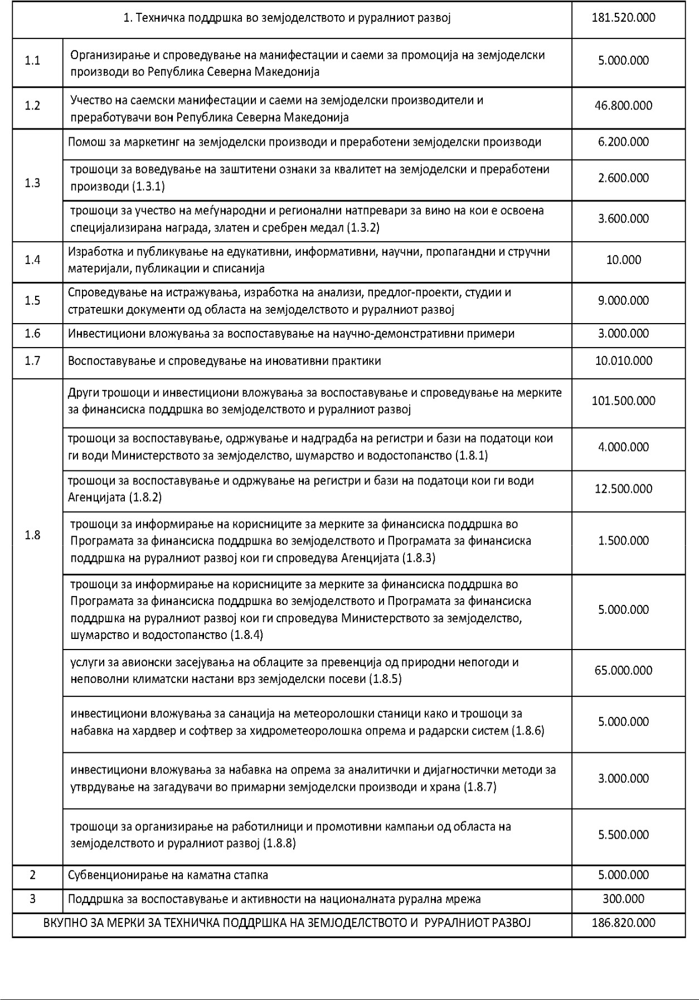 1. Техничка поддршка во земјоделството и руралниот развој 181.520.000
1.1 Организирање и спроведување на манифестации и саеми за промоција на земјоделски
производи во Република Северна Македонија 5.000.000
1.2 Учество на саемски манифестации и саеми на земјоделски производители и
преработувачи вон Република Северна Македонија 46.800.000
1.3 Помош за маркетинг на земјоделски производи и преработени земјоделски производи 6.200.000
трошоци за воведување на заштитени ознаки за квалитет на земјоделски и преработени
производи (1.3.1) 2.600.000
трошоци за учество на меѓународни и регионални натпревари за вино на кои е освоена
специјализирана награда, златен и сребрен медал (1.3.2) 3.600.000
1.4 Изработка и публикување на едукативни, информативни, научни, пропагандни и стручни
материјали, публикации и списанија 10.000
1.5 Спроведување на истражувања, изработка на анализи, предлог-проекти, студии и
стратешки документи од областа на земјоделството и руралниот развој 9.000.000
1.6 Инвестициони вложувања за воспоставување на научно-демонстративни примери 3.000.000
1.7 Воспоставување и спроведување на иновативни практики 10.010.000
1.8 Други трошоци и инвестициони вложувања за воспоставување и спроведување на мерките
за финансиска поддршка во земјоделството и руралниот развој 101.500.000
трошоци за воспоставување, одржување и надградба на регистри и бази на податоци кои
ги води Министерството за земјоделство, шумарство и водостопанство (1.8.1) 4.000.000
трошоци за воспоставување и одржување на регистри и бази на податоци кои ги води
Агенцијата (1.8.2) 12.500.000
трошоци за информирање на корисниците за мерките за финансиска поддршка во
Програмата за финансиска поддршка во земјоделството и Програмата за финансиска
поддршка на руралниот развој кои ги спроведува Агенцијата (1.8.3) 1.500.000
трошоци за информирање на корисниците за мерките за финансиска поддршка во
Програмата за финансиска поддршка во земјоделството и Програмата за финансиска
поддршка на руралниот развој кои ги спроведува Министерството за земјоделство,
шумарство и водостопанство (1.8.4) 5.000.000
услуги за авионски засејувања на облаците за превенција од природни непогоди и
неповолни климатски настани врз земјоделски посеви (1.8.5) 65.000.000
инвестициони вложувања за санација на метеоролошки станици како и трошоци за
набавка на хардвер и софтвер за хидрометеоролошка опрема и радарски систем (1.8.6) 5.000.000
инвестициони вложувања за набавка на опрема за аналитички и дијагностички методи за
утврдување на загадувачи во примарни земјоделски производи и храна (1.8.7) 3.000.000
трошоци за организирање на работилници и промотивни кампањи од областа на
земјоделството и руралниот развој (1.8.8) 5.500.000
2 Субвенционирање на каматна стапка 5.000.000
3 Поддршка за воспоставување и активности на националната рурална мрежа 300.000
ВКУПНО ЗА МЕРКИ ЗА ТЕХНИЧКА ПОДДРШКА НА ЗЕМЈОДЕЛСТВОТО И РУРАЛНИОТ РАЗВОЈ 186.820.000